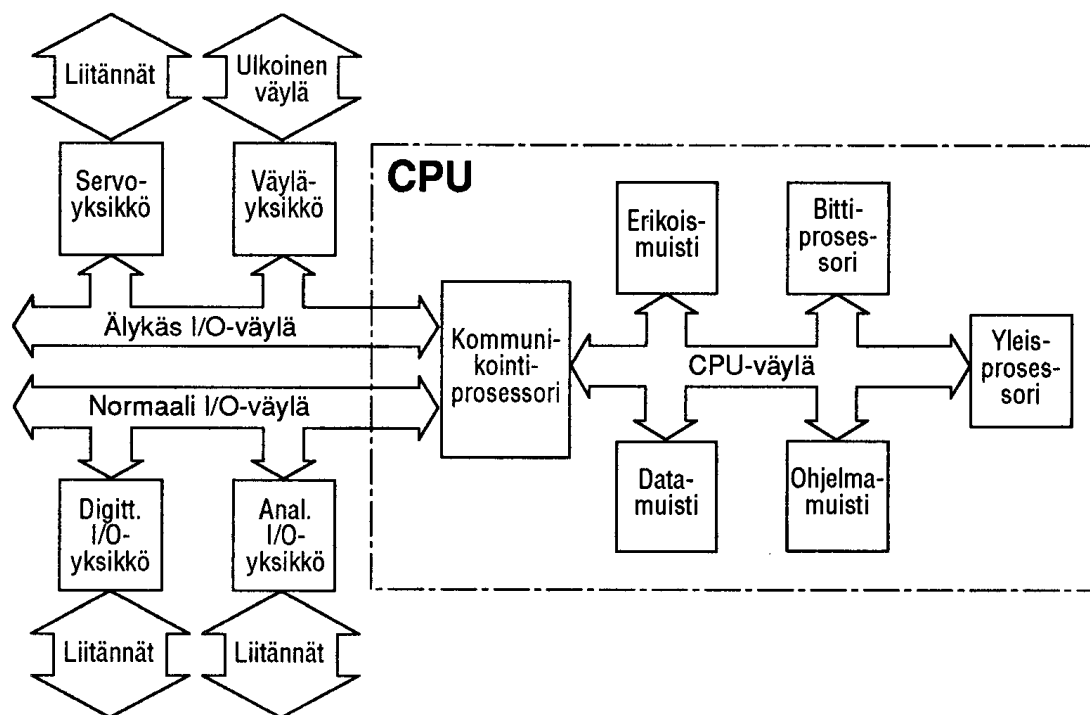 Liitännät
Ulkoinen
väylä
Servo-
yksikkö
Väylä-
yksikkö
CPU
Erikois-
muisti
Bitti-
proses-
sori
Älykäs I/O-väylä
Kommuni-
kointi-
prosessori
CPU-väylä
Yleis-
proses-
sori
Normaali I/O-väylä
Digitt.
I/O-
yksikkö
Anal.
I/O-
yksikkö
Data-
muisti
Ohjelma-
muisti
Liitännät
Liitännät